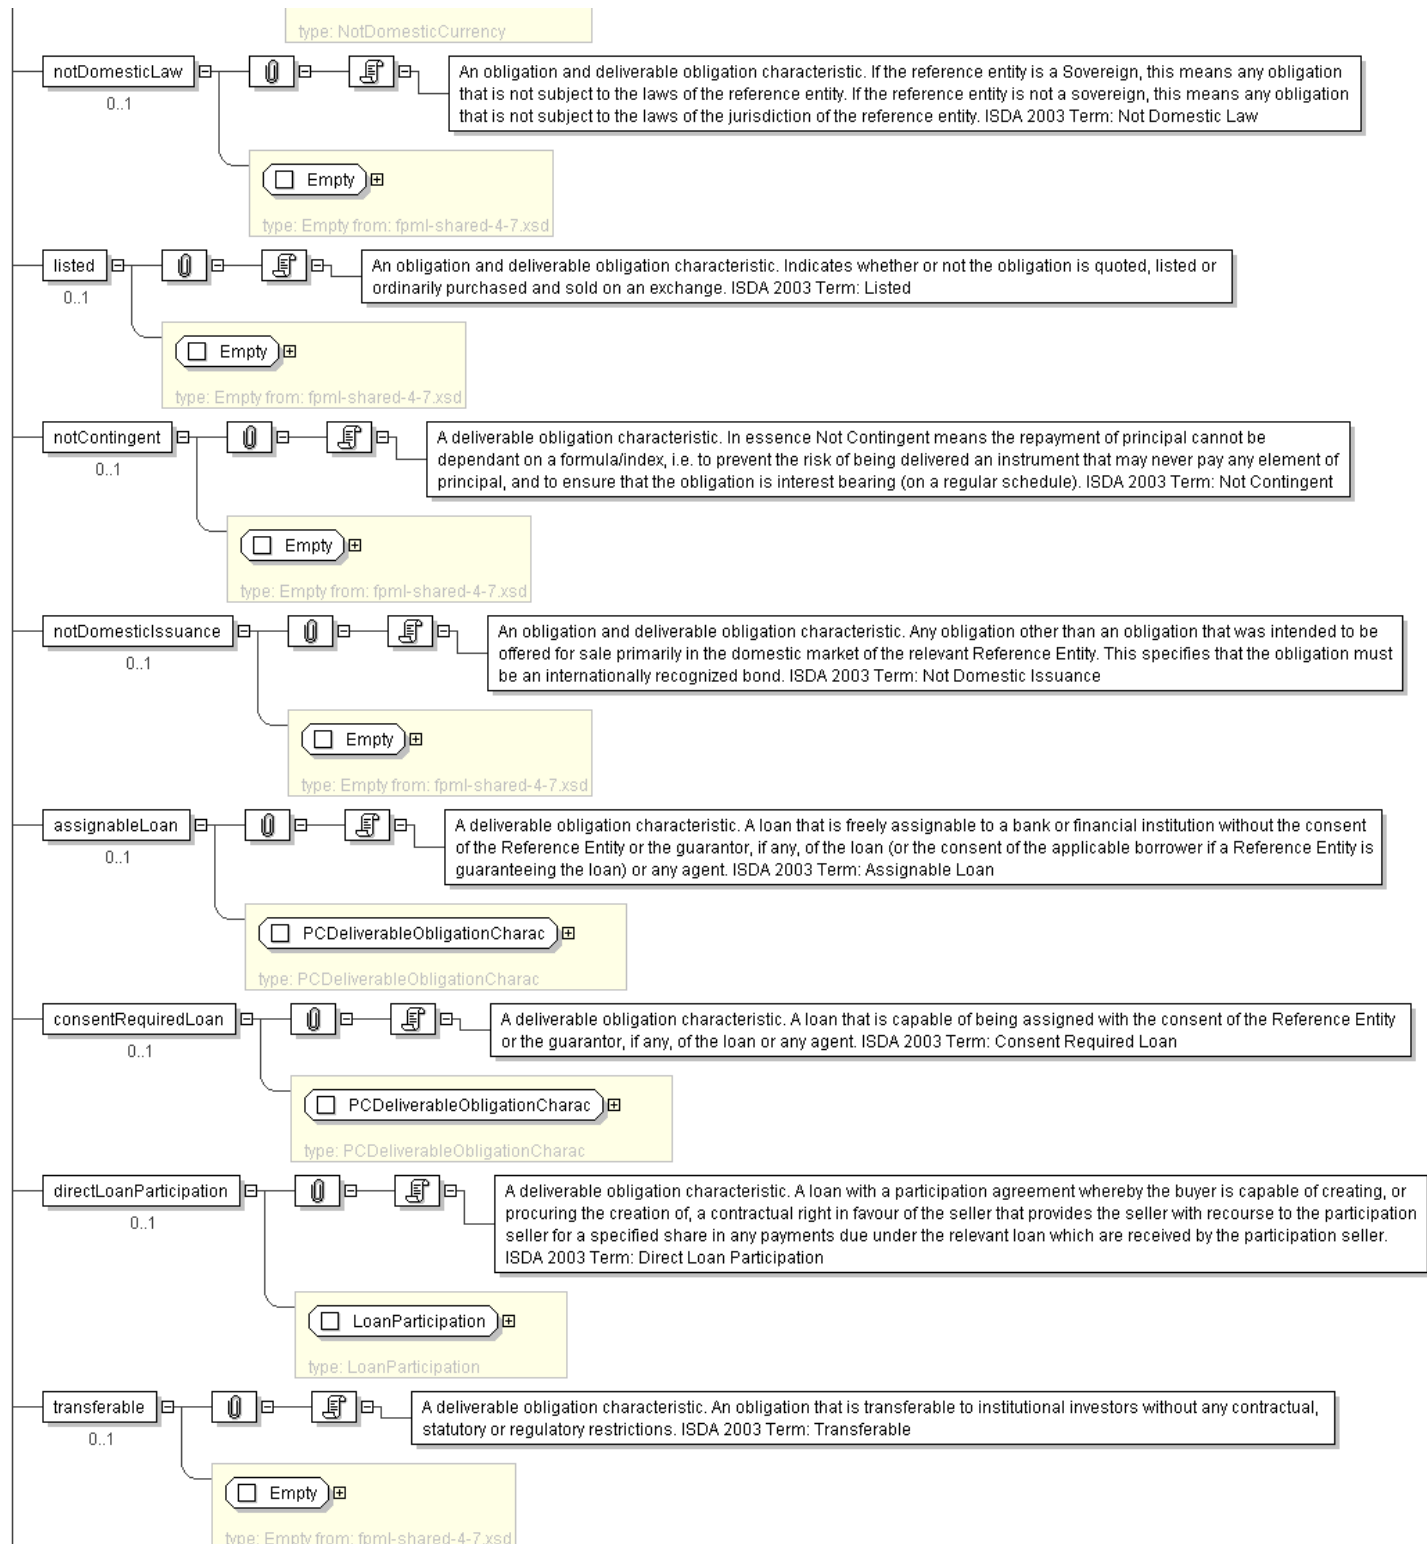 type: NotDomesticCurrency
notDomesticLaw
0..1
An obligation and deliverable obligation characteristic. If the reference entity is a Sovereign, this means any obligation
that is not subject to the laws of the reference entity. If the reference entity is not a sovereign, this means any obligation
that is not subject to the laws of the jurisdiction of the reference entity. ISDA 2003 Term: Not Domestic Law
Empty
type: Empty from: fpml-shared-4-7.xsd
listed
0..1
An obligation and deliverable obligation characteristic. Indicates whether or not the obligation is quoted, listed or
ordinarily purchased and sold on an exchange. ISDA 2003 Term: Listed
Empty
type: Empty from: fpml-shared-4-7.xsd
notContingent
0..1
A deliverable obligation characteristic. In essence Not Contingent means the repayment of principal cannot be
dependant on a formula/index, i.e. to prevent the risk of being delivered an instrument that may never pay any element of
principal, and to ensure that the obligation is interest bearing (on a regular schedule). ISDA 2003 Term: Not Contingent
Empty
type: Empty from: fpml-shared-4-7.xsd
notDomesticIssuance
0..1
An obligation and deliverable obligation characteristic. Any obligation other than an obligation that was intended to be
offered for sale primarily in the domestic market of the relevant Reference Entity. This specifies that the obligation must
be an internationally recognized bond. ISDA 2003 Term: Not Domestic Issuance
Empty
type: Empty from: fpml-shared-4-7.xsd
assignableLoan
0..1
A deliverable obligation characteristic. A loan that is freely assignable to a bank or financial institution without the consent
of the Reference Entity or the guarantor, if any, of the loan (or the consent of the applicable borrower if a Reference Entity is
guaranteeing the loan) or any agent. ISDA 2003 Term: Assignable Loan
PCDeliverableObligationCharac
type: PCDeliverableObligationCharac
consentRequiredLoan
0..1
A deliverable obligation characteristic. A loan that is capable of being assigned with the consent of the Reference Entity
or the guarantor, if any, of the loan or any agent. ISDA 2003 Term: Consent Required Loan
PCDeliverableObligationCharac
type: PCDeliverableObligationCharac
directLoanParticipation
0..1
A deliverable obligation characteristic. A loan with a participation agreement whereby the buyer is capable of creating, or
procuring the creation of, a contractual right in favour of the seller that provides the seller with recourse to the participation
seller for a specified share in any payments due under the relevant loan which are received by the participation seller.
ISDA 2003 Term: Direct Loan Participation
LoanParticipation
type: LoanParticipation
transferable
0..1
A deliverable obligation characteristic. An obligation that is transferable to institutional investors without any contractual,
statutory or regulatory restrictions. ISDA 2003 Term: Transferable
Empty
type: Empty from: fpml-shared-4-7.xsd